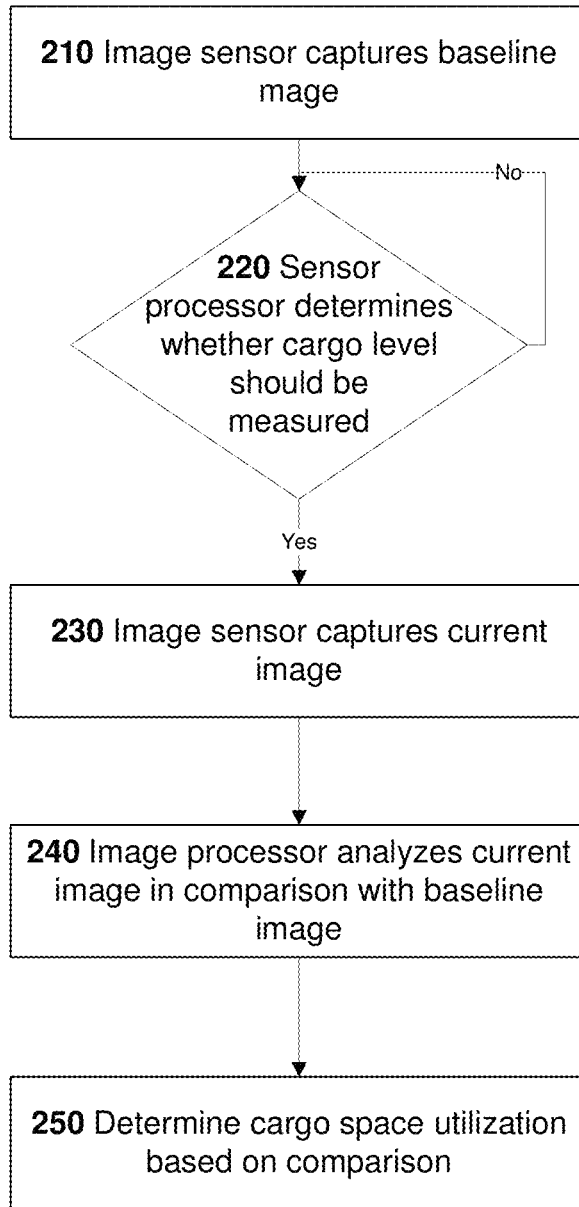 210 Image sensor captures baseline
mage
No
220 Sensor
processor determines
whether cargo level
should be
measured
Yes
230 Image sensor captures current
image
240 Image processor analyzes current
image in comparison with baseline
image
250 Determine cargo space utilization
based on comparison